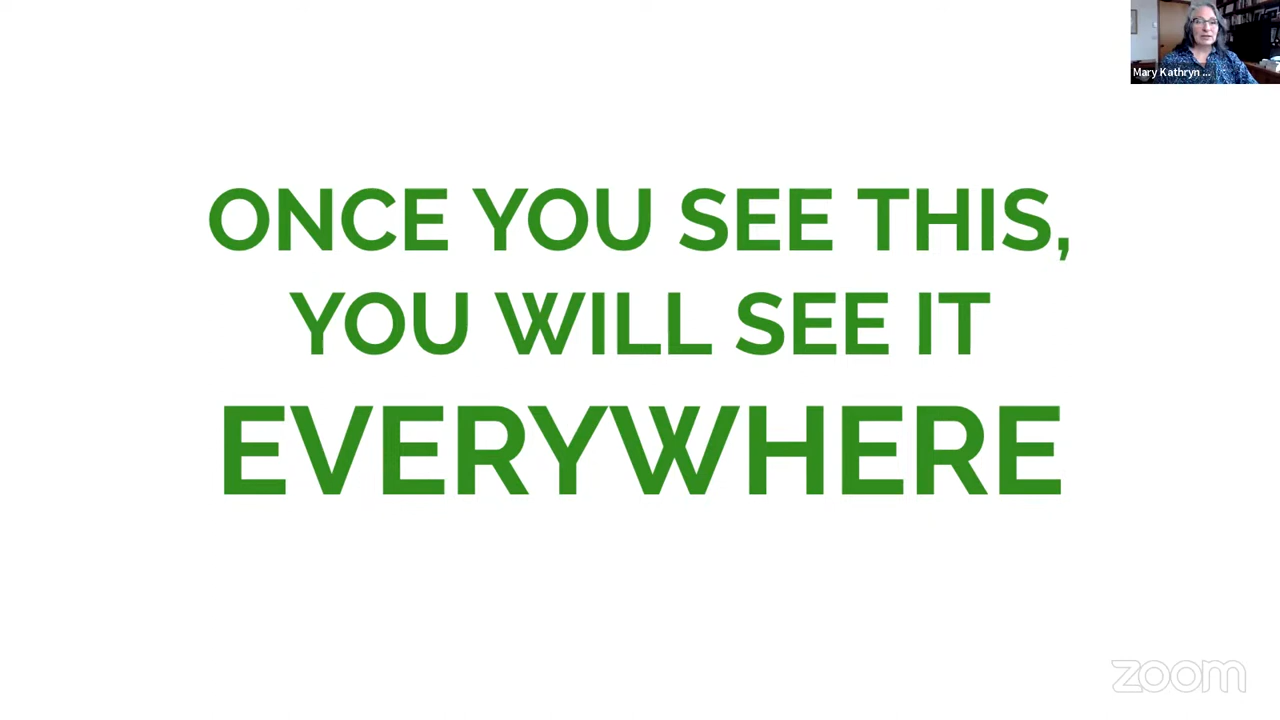 Mary Kathryn ...
ONCE YOU SEE THIS,
YOU WILL SEE IT
EVERYWHERE
zoom